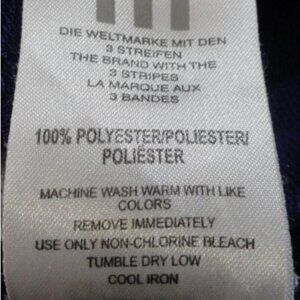 DIE WELTMARKE MIT DEN
3 STREIFEN
THE BRAND WITH THE
3 STRIPES
LA MARQUE AUX
3 BANDES
100% POLYESTER/POLIESTER/
POLIÉSTER
MACHINE WASH WARM WITH LIKE
COLORS
REMOVE IMMEDIATELY
USE ONLY NON-CHLORINE BLEACH
TUMBLE DRY LOW
COOL IRON